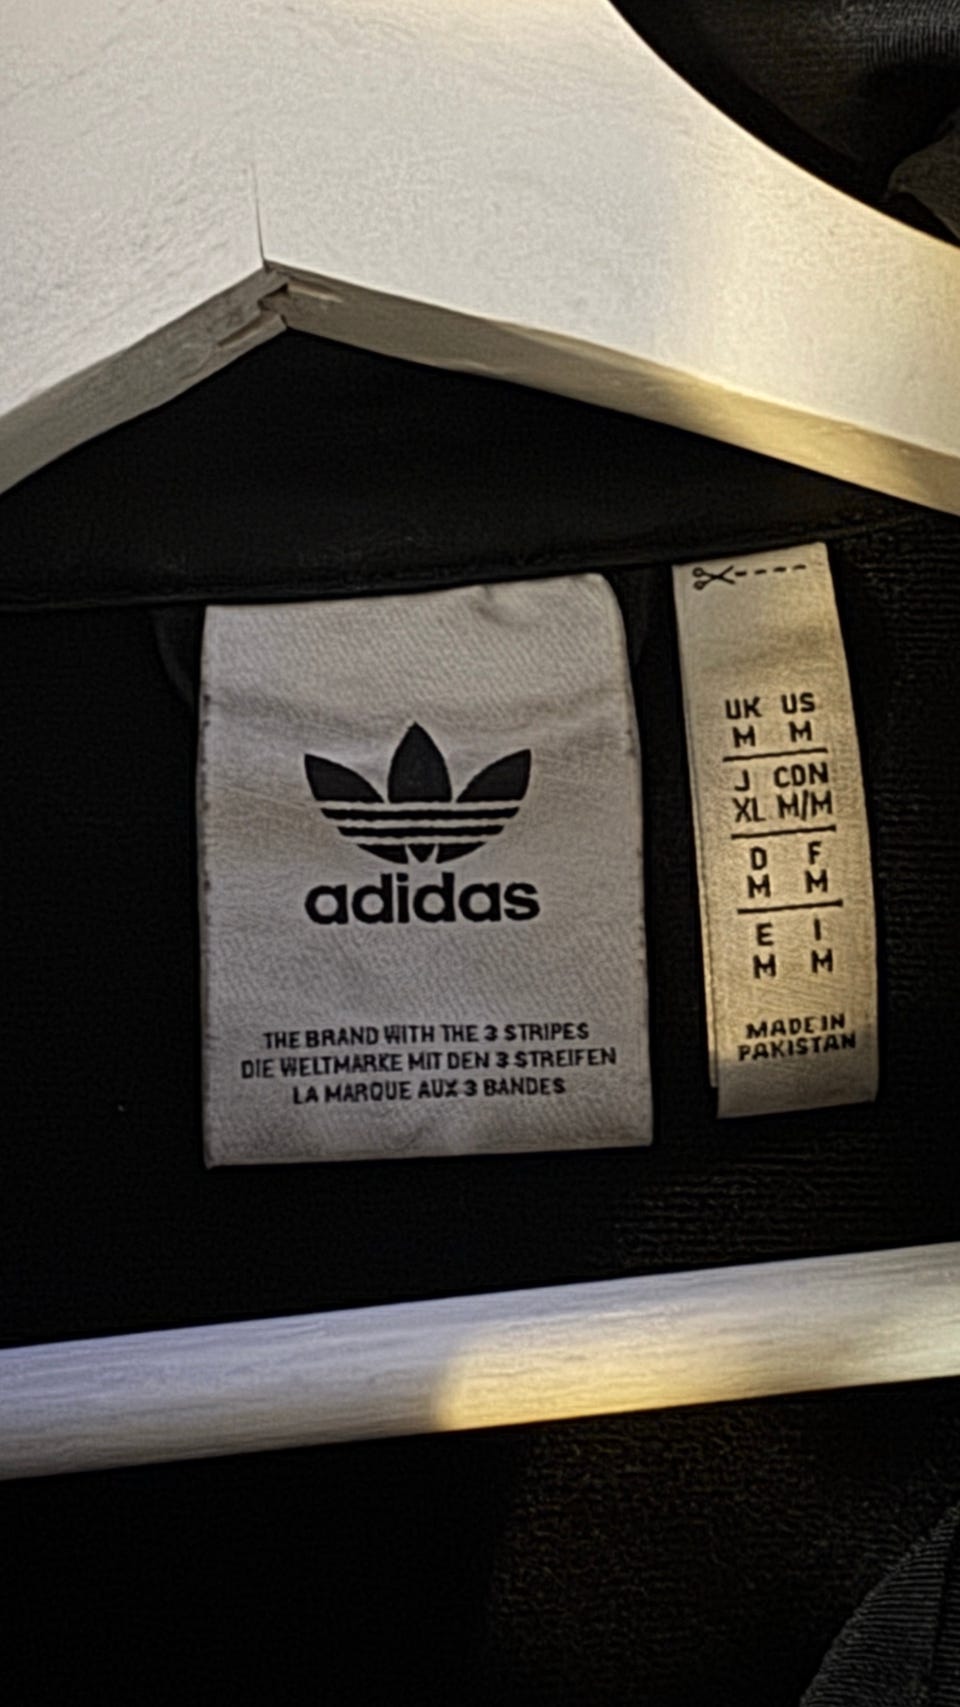 adidas
THE BRAND WITH THE 3 STRIPES
DIE WELTMARKE MIT DEN 3 STREIFEN
LA MARQUE AUX 3 BANDES
UK US
M M
J CDN
XL M/M
D F
M M
E I
M M
MADE IN
PAKISTAN